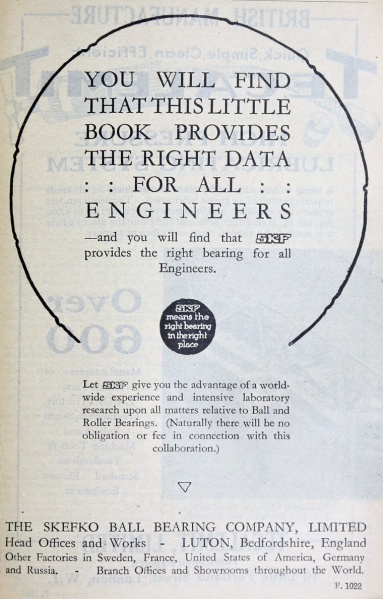 YOU WILL FIND
THAT THIS LITTLE
BOOK PROVIDES
THE RIGHT DATA
: : FOR ALL : :
ENGINEERS
—and you will find that SKF
provides the right bearing for all
Engineers.
SKF
means the
right bearing
in the right
place
Let SKF give you the advantage of a world-
wide experience and intensive laboratory
research upon all matters relative to Ball and
Roller Bearings. (Naturally there will be no
obligation or fee in connection with this
collaboration.)
THE SKEFKO BALL BEARING COMPANY, LIMITED
Head Offices and Works - LUTON, Bedfordshire, England
Other Factories in Sweden, France, United States of America, Germany
and Russia. - Branch Offices and Showrooms throughout the World.
F. 1022